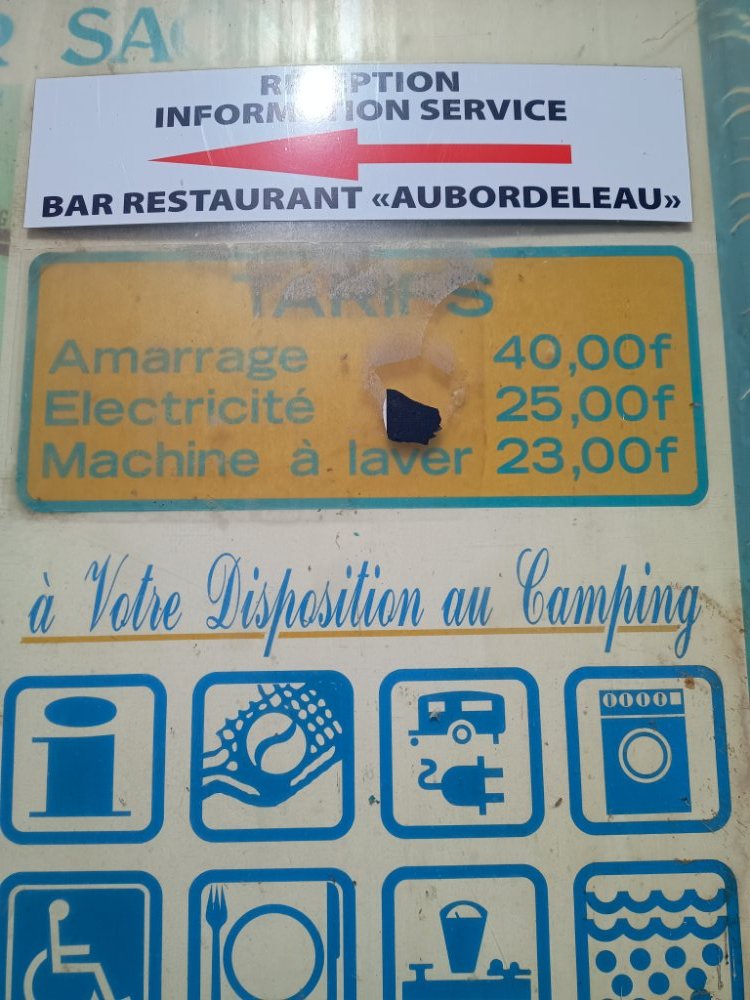 R SA
RECEPTION
INFORMATION SERVICE
BAR RESTAURANT «AUBORDELEAU»
TARIFS
Amarrage 40,00f
Electricité 25,00f
Machine à laver 23,00f
à Votre Disposition au Camping